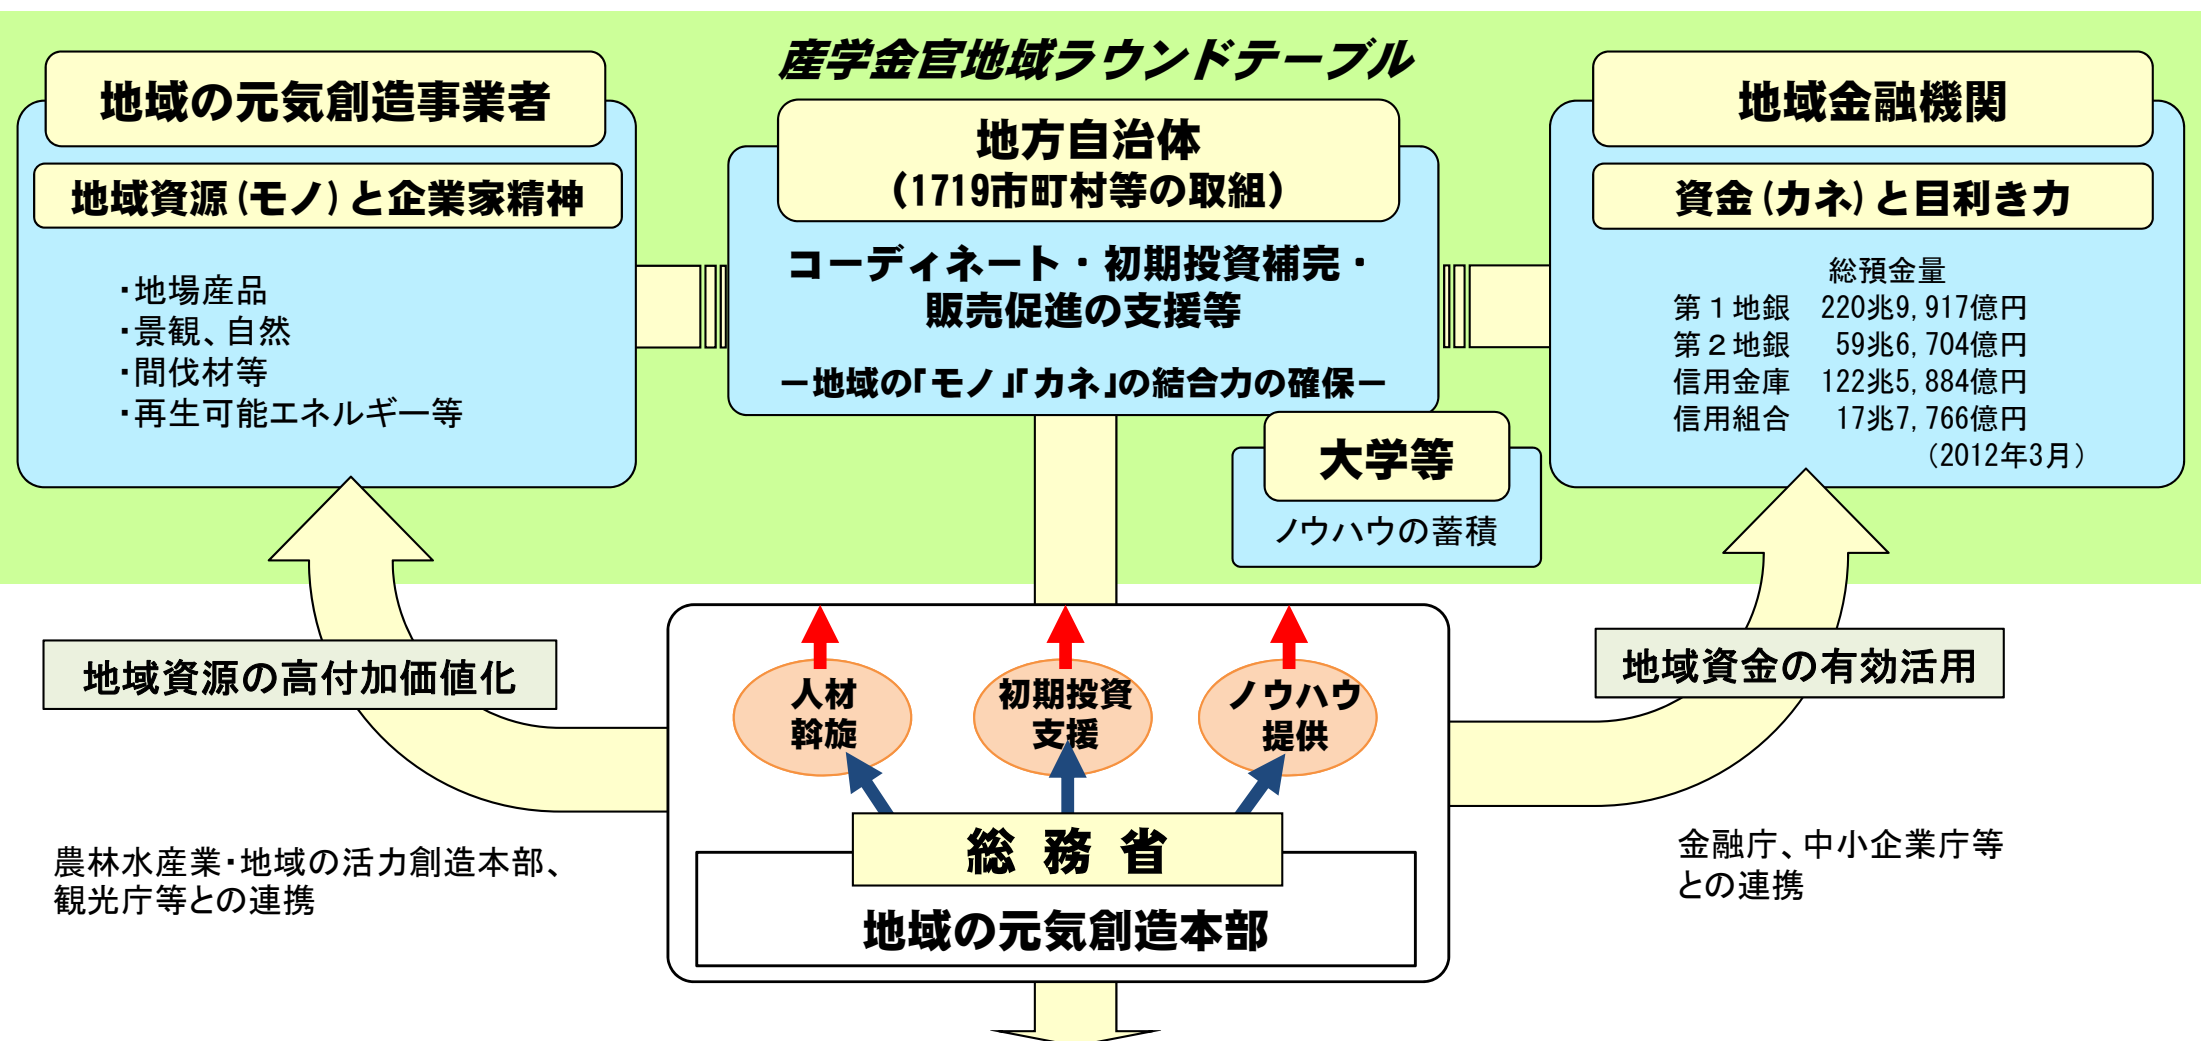 産学金官地域ラウンドテーブル
地域の元気創造事業者
地域資源(モノ)と企業家精神
・地場産品
・景観、自然
・間伐材等
・再生可能エネルギー等
地方自治体
(1719市町村等の取組)
コーディネート・初期投資補完・
販売促進の支援等
ー地域の「モノ」「カネ」の結合力の確保ー
大学等
ノウハウの蓄積
地域金融機関
資金(カネ)と目利き力
総預金量
第1地銀 220兆9,917億円
第2地銀 59兆6,704億円
信用金庫 122兆5,884億円
信用組合 17兆7,766億円
(2012年3月)
地域資源の高付加価値化
地域資金の有効活用
人材
斡旋
初期投資
支援
ノウハウ
提供
総務省
地域の元気創造本部
農林水産業・地域の活力創造本部、
観光庁等との連携
金融庁、中小企業庁等
との連携